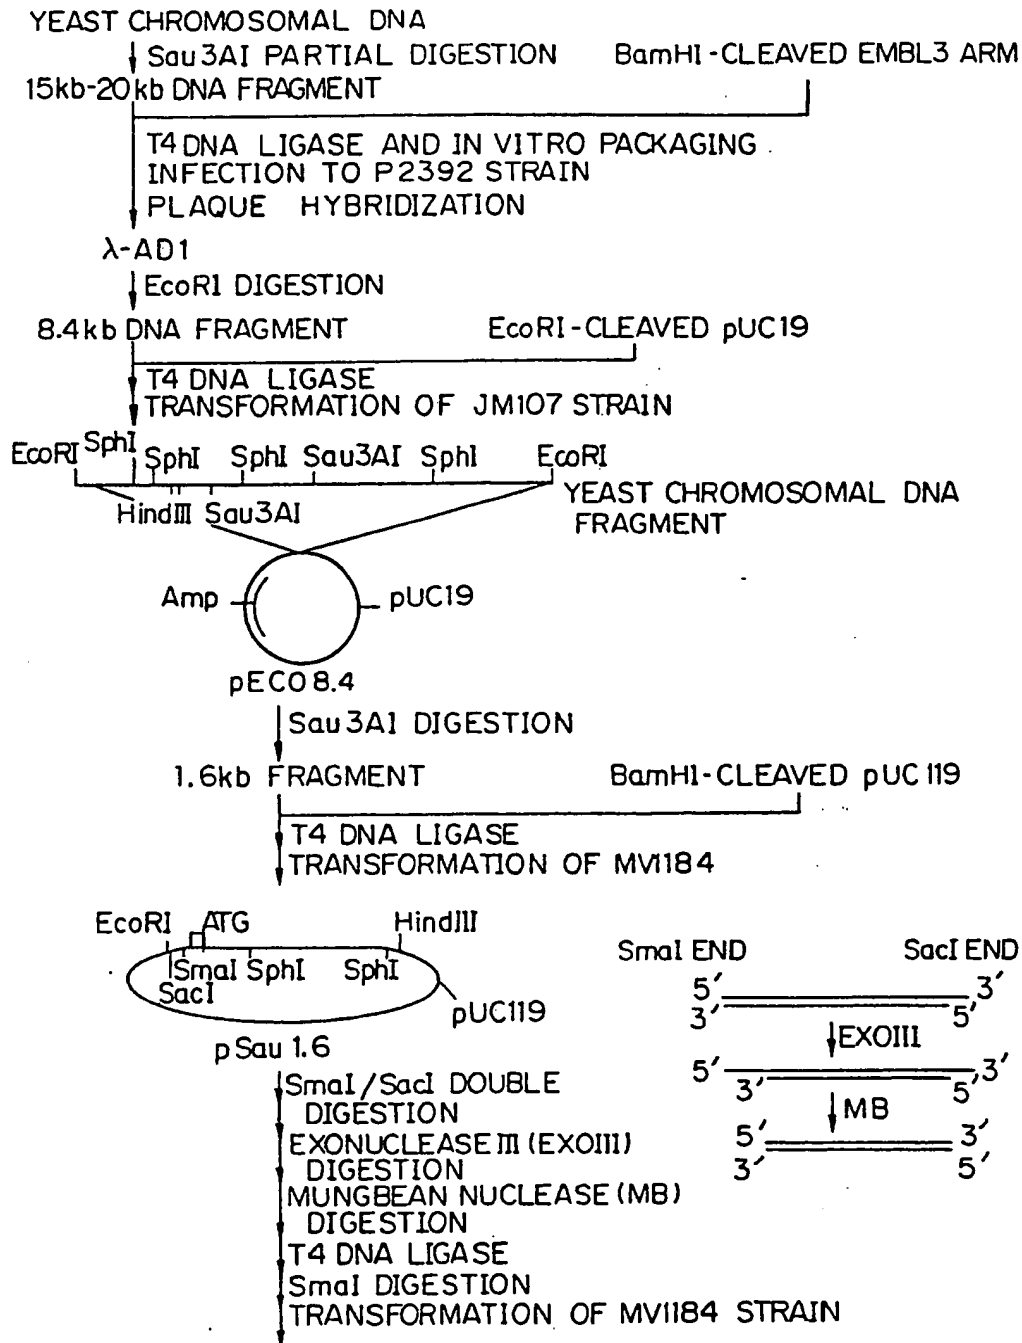 YEAST CHROMOSOMAL DNA
Sau3AI PARTIAL DIGESTION
BamHI-CLEAVED EMBL3 ARM
15kb-20kb DNA FRAGMENT
T4 DNA LIGASE AND IN VITRO PACKAGING
INFECTION TO P2392 STRAIN
PLAQUE HYBRIDIZATION
λ-AD1
EcoRI DIGESTION
8.4kb DNA FRAGMENT
EcoRI-CLEAVED pUC19
T4 DNA LIGASE
TRANSFORMATION OF JM107 STRAIN
EcoRI SphI SphI SphI Sau3AI SphI EcoRI
HindIII Sau3AI
YEAST CHROMOSOMAL DNA
FRAGMENT
Amp
pUC19
pECO8.4
Sau3AI DIGESTION
1.6kb FRAGMENT
BamHI-CLEAVED pUC119
T4 DNA LIGASE
TRANSFORMATION OF MV1184
EcoRI ATG HindIII
SmaI SphI SphI
SacI
pUC119
pSau1.6
SmaI END SacI END
5′ 3′
3′ 5′
EXOIII
5′ 3′
3′ 5′
MB
5′ 3′
3′ 5′
SmaI/SacI DOUBLE
DIGESTION
EXONUCLEASE III (EXOIII)
DIGESTION
MUNGBEAN NUCLEASE (MB)
DIGESTION
T4 DNA LIGASE
SmaI DIGESTION
TRANSFORMATION OF MV1184 STRAIN